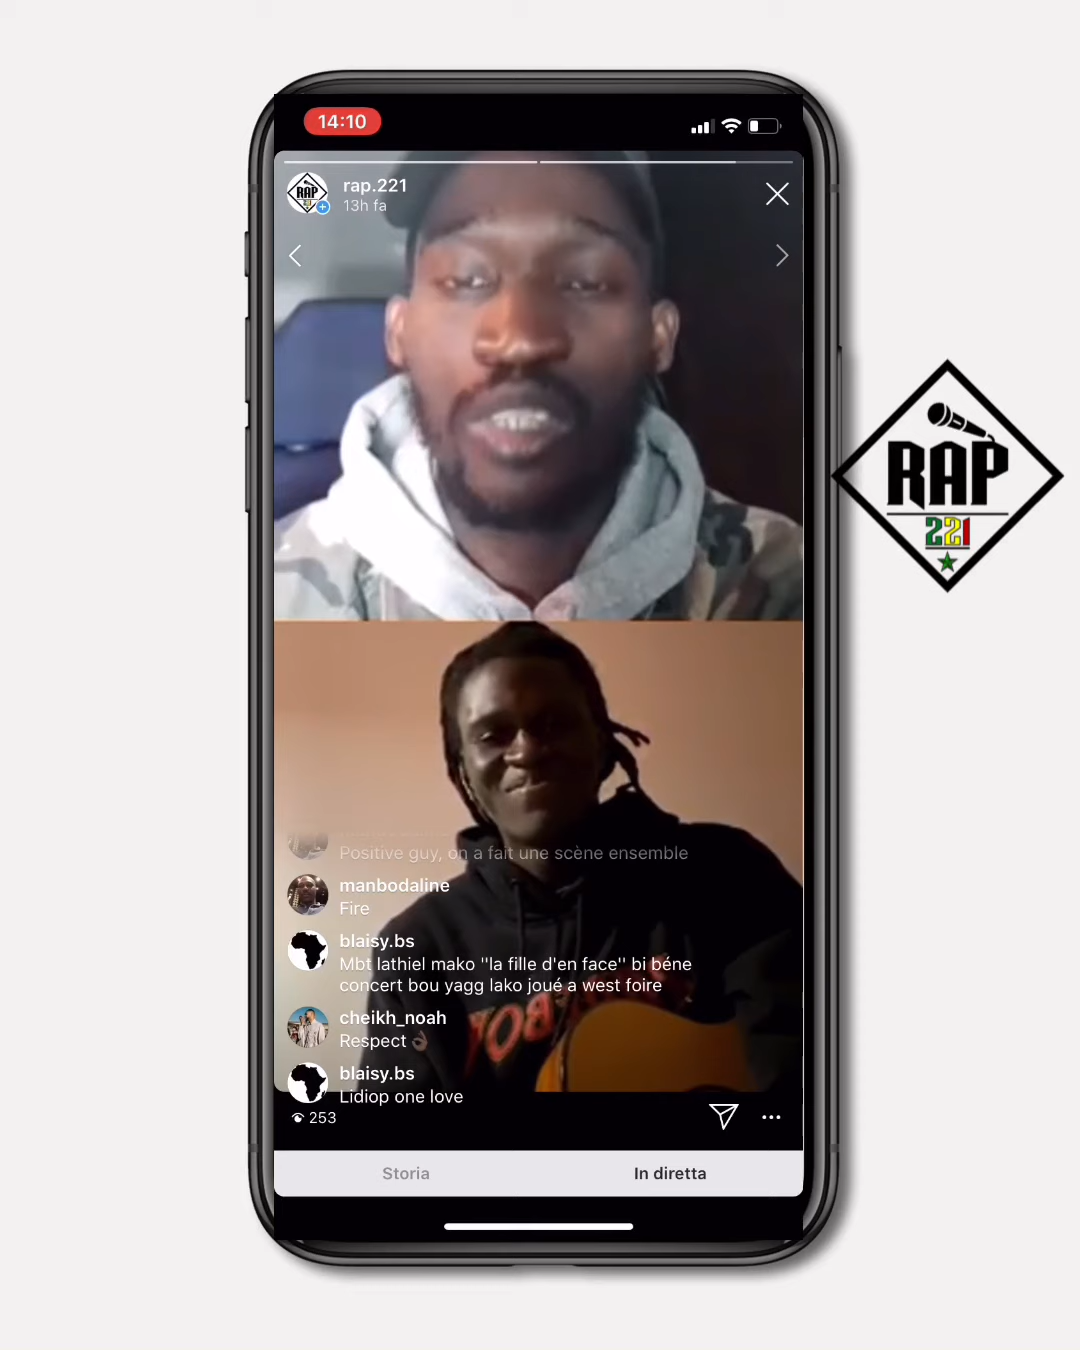 14:10
rap.221
13h fa
RAP
221
Positive guy, on a fait une scène ensemble
manbodaline
Fire
blaisy.bs
Mbt lathiel mako "la fille d'en face" bi béne
concert bou yagg lako joué a west foire
cheikh_noah
Respect👌🏿
blaisy.bs
Lidiop one love
253
Storia
In diretta